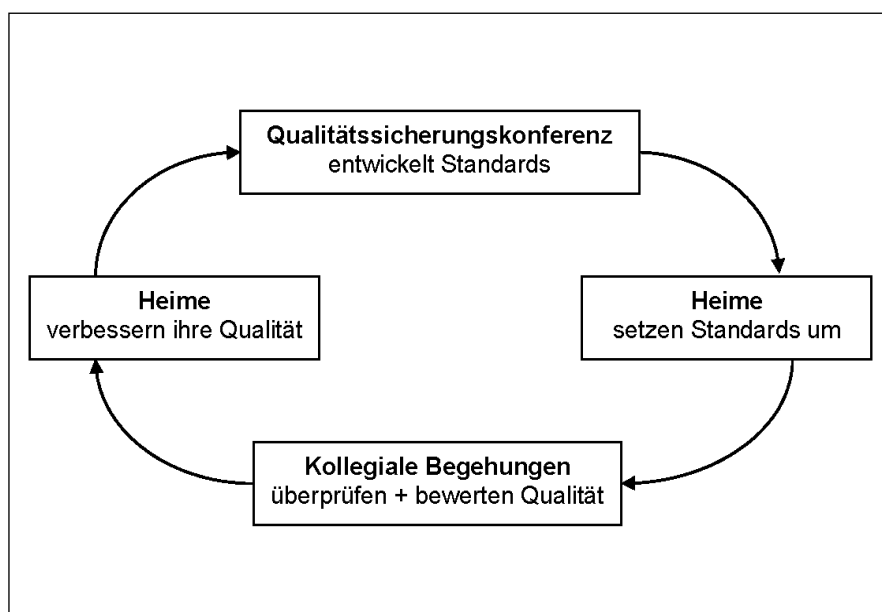 Qualitätssicherungskonferenz
entwickelt Standards
Heime
verbessern ihre Qualität
Heime
setzen Standards um
Kollegiale Begehungen
überprüfen + bewerten Qualität